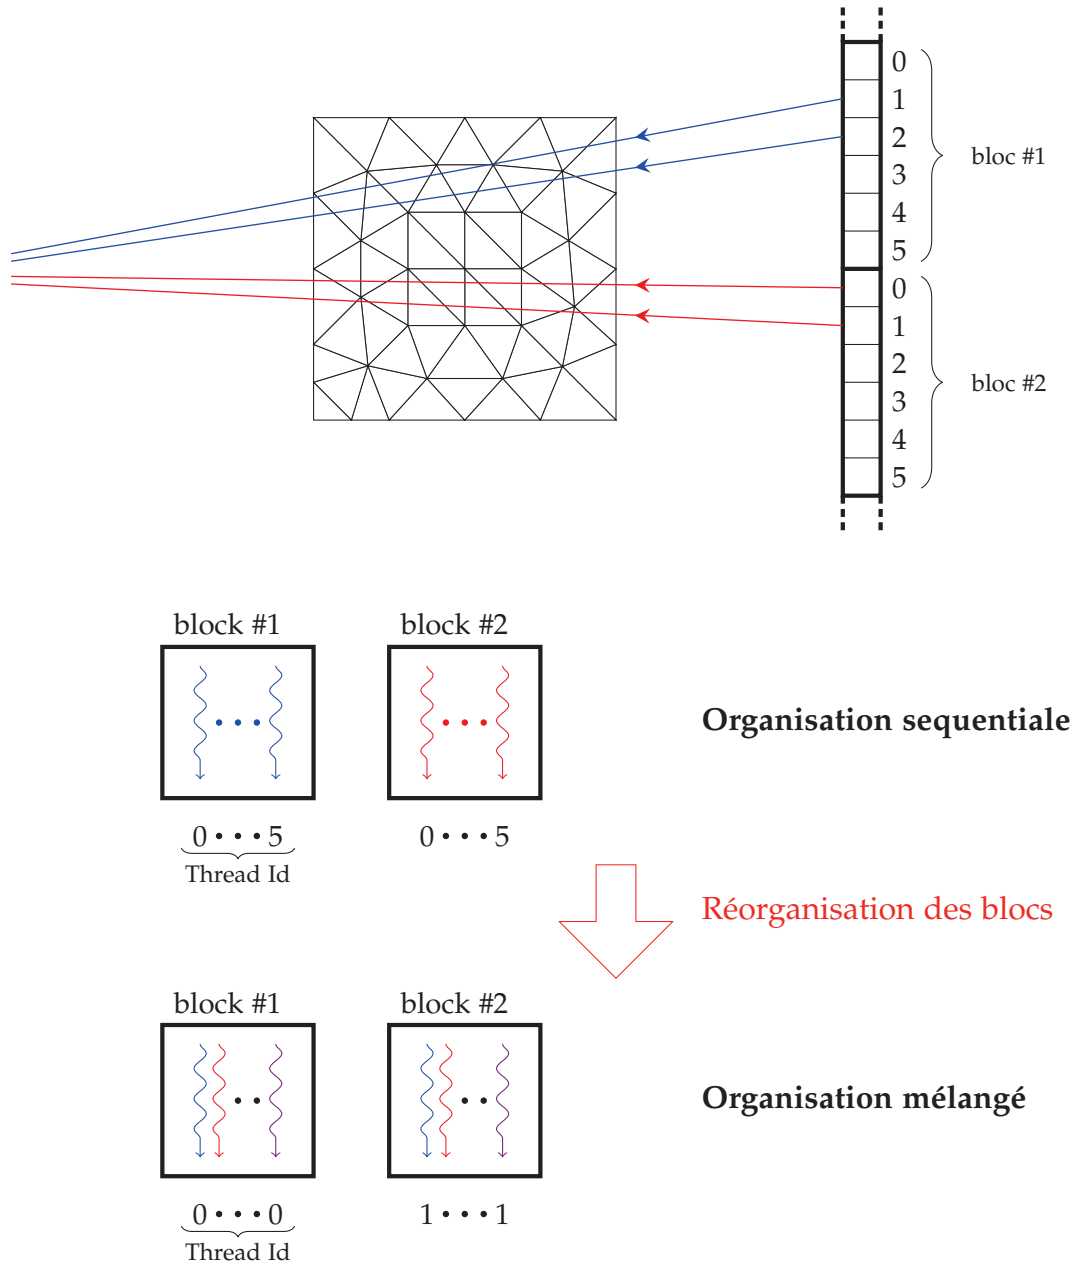 0
1
2
3
4
5
bloc #1
0
1
2
3
4
5
bloc #2
block #1 block #2
Organisation sequentiale
0 • • • 5 0 • • • 5
Thread Id
Réorganisation des blocs
block #1 block #2
Organisation mélangé
0 • • • 0 1 • • • 1
Thread Id